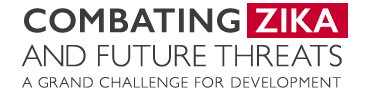 COMBATING ZIKA
AND FUTURE THREATS
A GRAND CHALLENGE FOR DEVELOPMENT